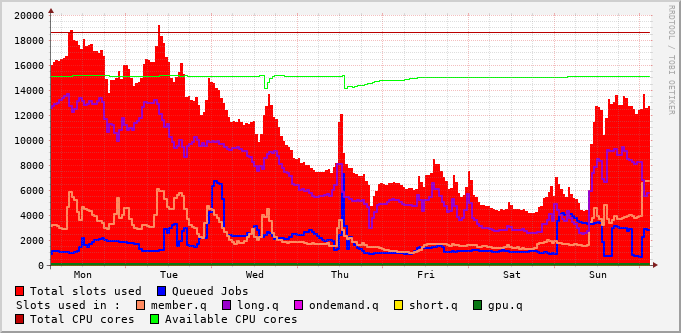 20000
18000
16000
14000
12000
10000
8000
6000
4000
2000
0
Mon Tue Wed Thu Fri Sat Sun
RRDTOOL / TOBI OETIKER
Total slots used Queued Jobs
Slots used in : member.q long.q ondemand.q short.q gpu.q
Total CPU cores Available CPU cores